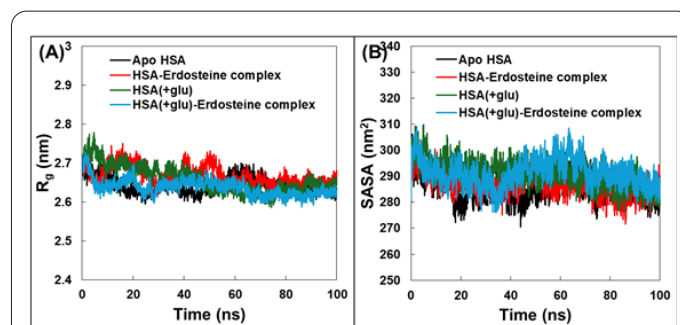 (A)
3
2.9
2.8
2.7
2.6
2.5
2.4
Rg (nm)
Apo HSA
HSA-Erdosteine complex
HSA(+glu)
HSA(+glu)-Erdosteine complex
0 20 40 60 80 100
Time (ns)
(B)
340
330
320
310
300
290
280
270
260
250
SASA (nm²)
Apo HSA
HSA-Erdosteine complex
HSA(+glu)
HSA(+glu)-Erdosteine complex
0 20 40 60 80 100
Time (ns)